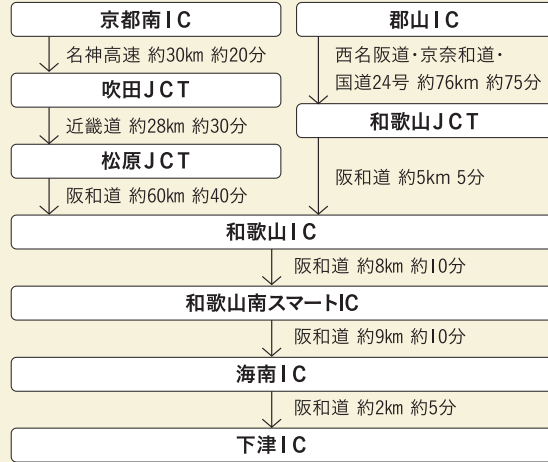 京都南IC
名神高速 約30km 約20分
吹田JCT
近畿道 約28km 約30分
松原JCT
阪和道 約60km 約40分
郡山IC
西名阪道・京奈和道・
国道24号 約76km 約75分
和歌山JCT
阪和道 約5km 5分
和歌山IC
阪和道 約8km 約10分
和歌山南スマートIC
阪和道 約9km 約10分
海南IC
阪和道 約2km 約5分
下津IC